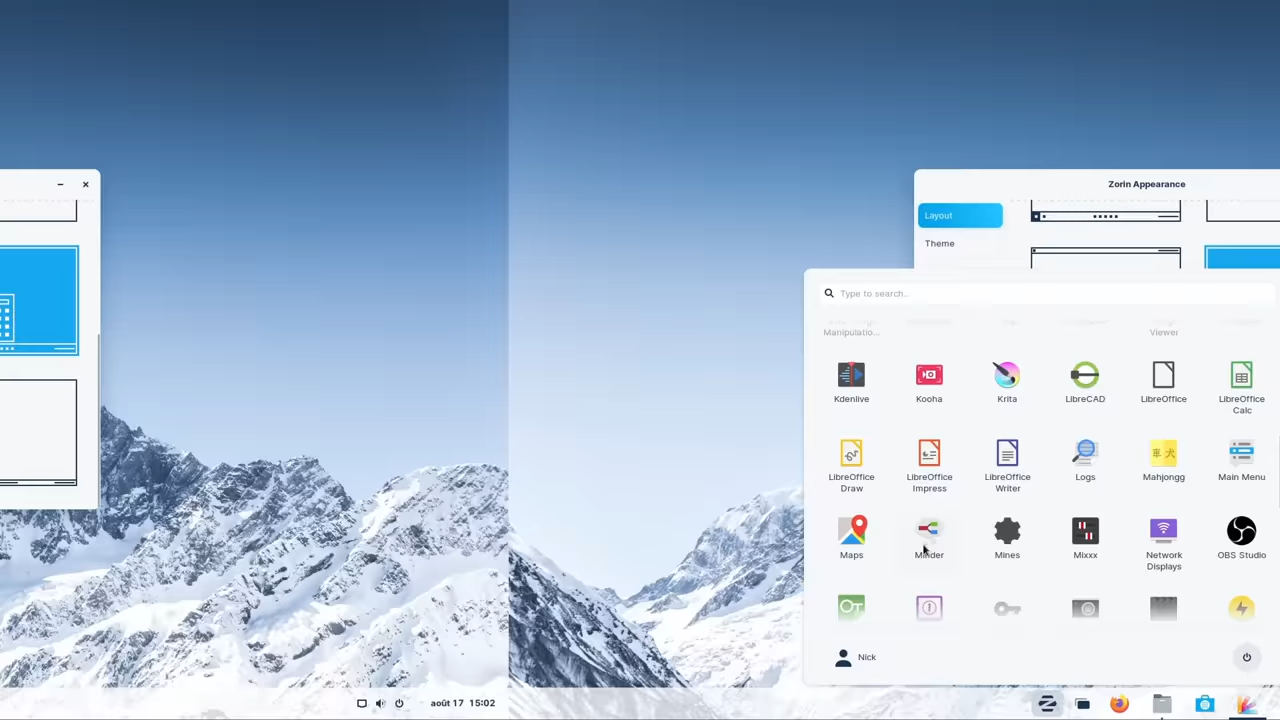 Zorin Appearance
Layout
Theme
Type to search..
Manipulatio...
Viewer
Kdenlive
Kooha
Krita
LibreCAD
LibreOffice
LibreOffice
Calc
LibreOffice
Draw
LibreOffice
Impress
LibreOffice
Writer
Logs
Mahjongg
Main Menu
Maps
Minder
Mines
Mixxx
Network
Displays
OBS Studio
Nick
août 17 15:02